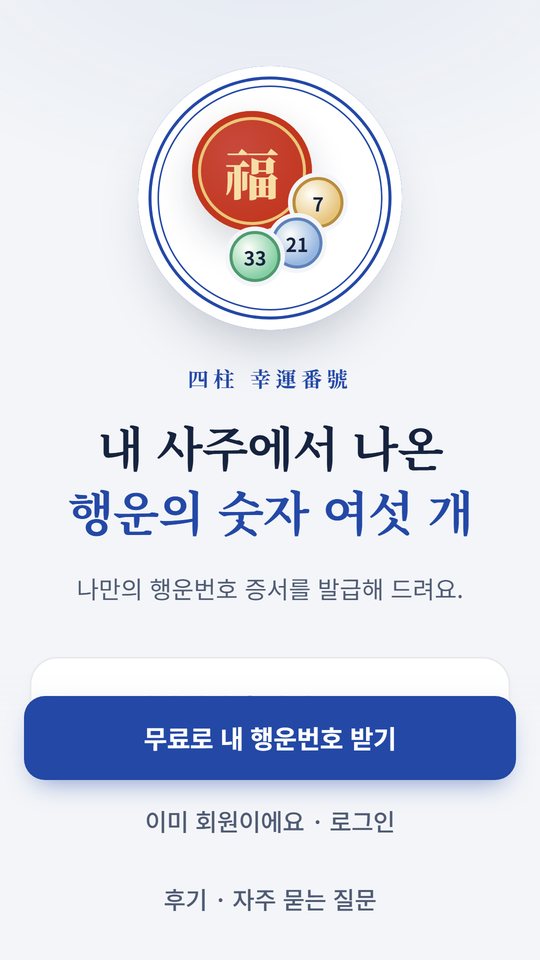 福
7
21
33
四柱 幸運番號
내 사주에서 나온
행운의 숫자 여섯 개
나만의 행운번호 증서를 발급해 드려요.
무료로 내 행운번호 받기
이미 회원이에요 · 로그인
후기 · 자주 묻는 질문